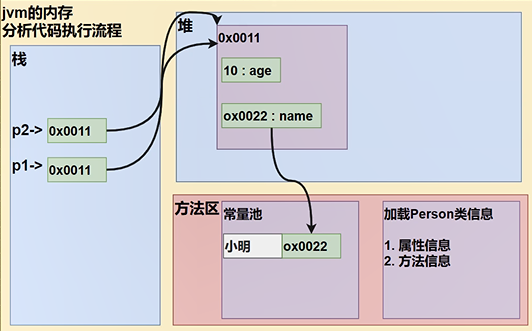 jvm的内存
分析代码执行流程
栈
p2-> 0x0011
p1-> 0x0011
堆
0x0011
10 : age
ox0022 : name
方法区
常量池
小明 ox0022
加载Person类信息
1. 属性信息
2. 方法信息